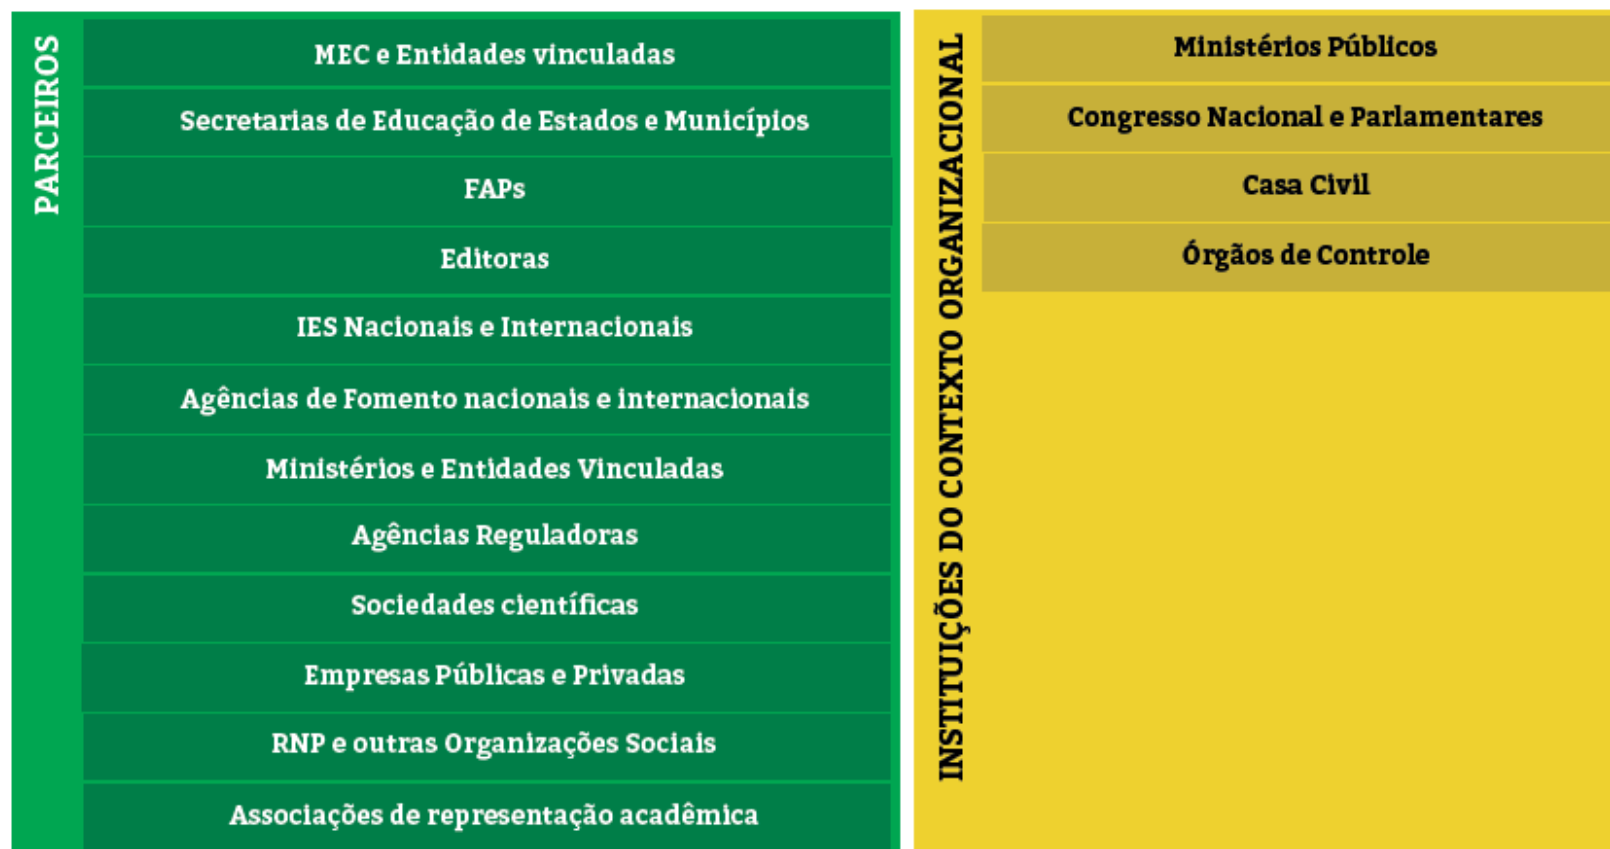 PARCEIROS
MEC e Entidades vinculadas
Secretarias de Educação de Estados e Municípios
FAPs
Editoras
IES Nacionais e Internacionais
Agências de Fomento nacionais e internacionais
Ministérios e Entidades Vinculadas
Agências Reguladoras
Sociedades científicas
Empresas Públicas e Privadas
RNP e outras Organizações Sociais
Associações de representação acadêmica
INSTITUIÇÕES DO CONTEXTO ORGANIZACIONAL
Ministérios Públicos
Congresso Nacional e Parlamentares
Casa Civil
Órgãos de Controle